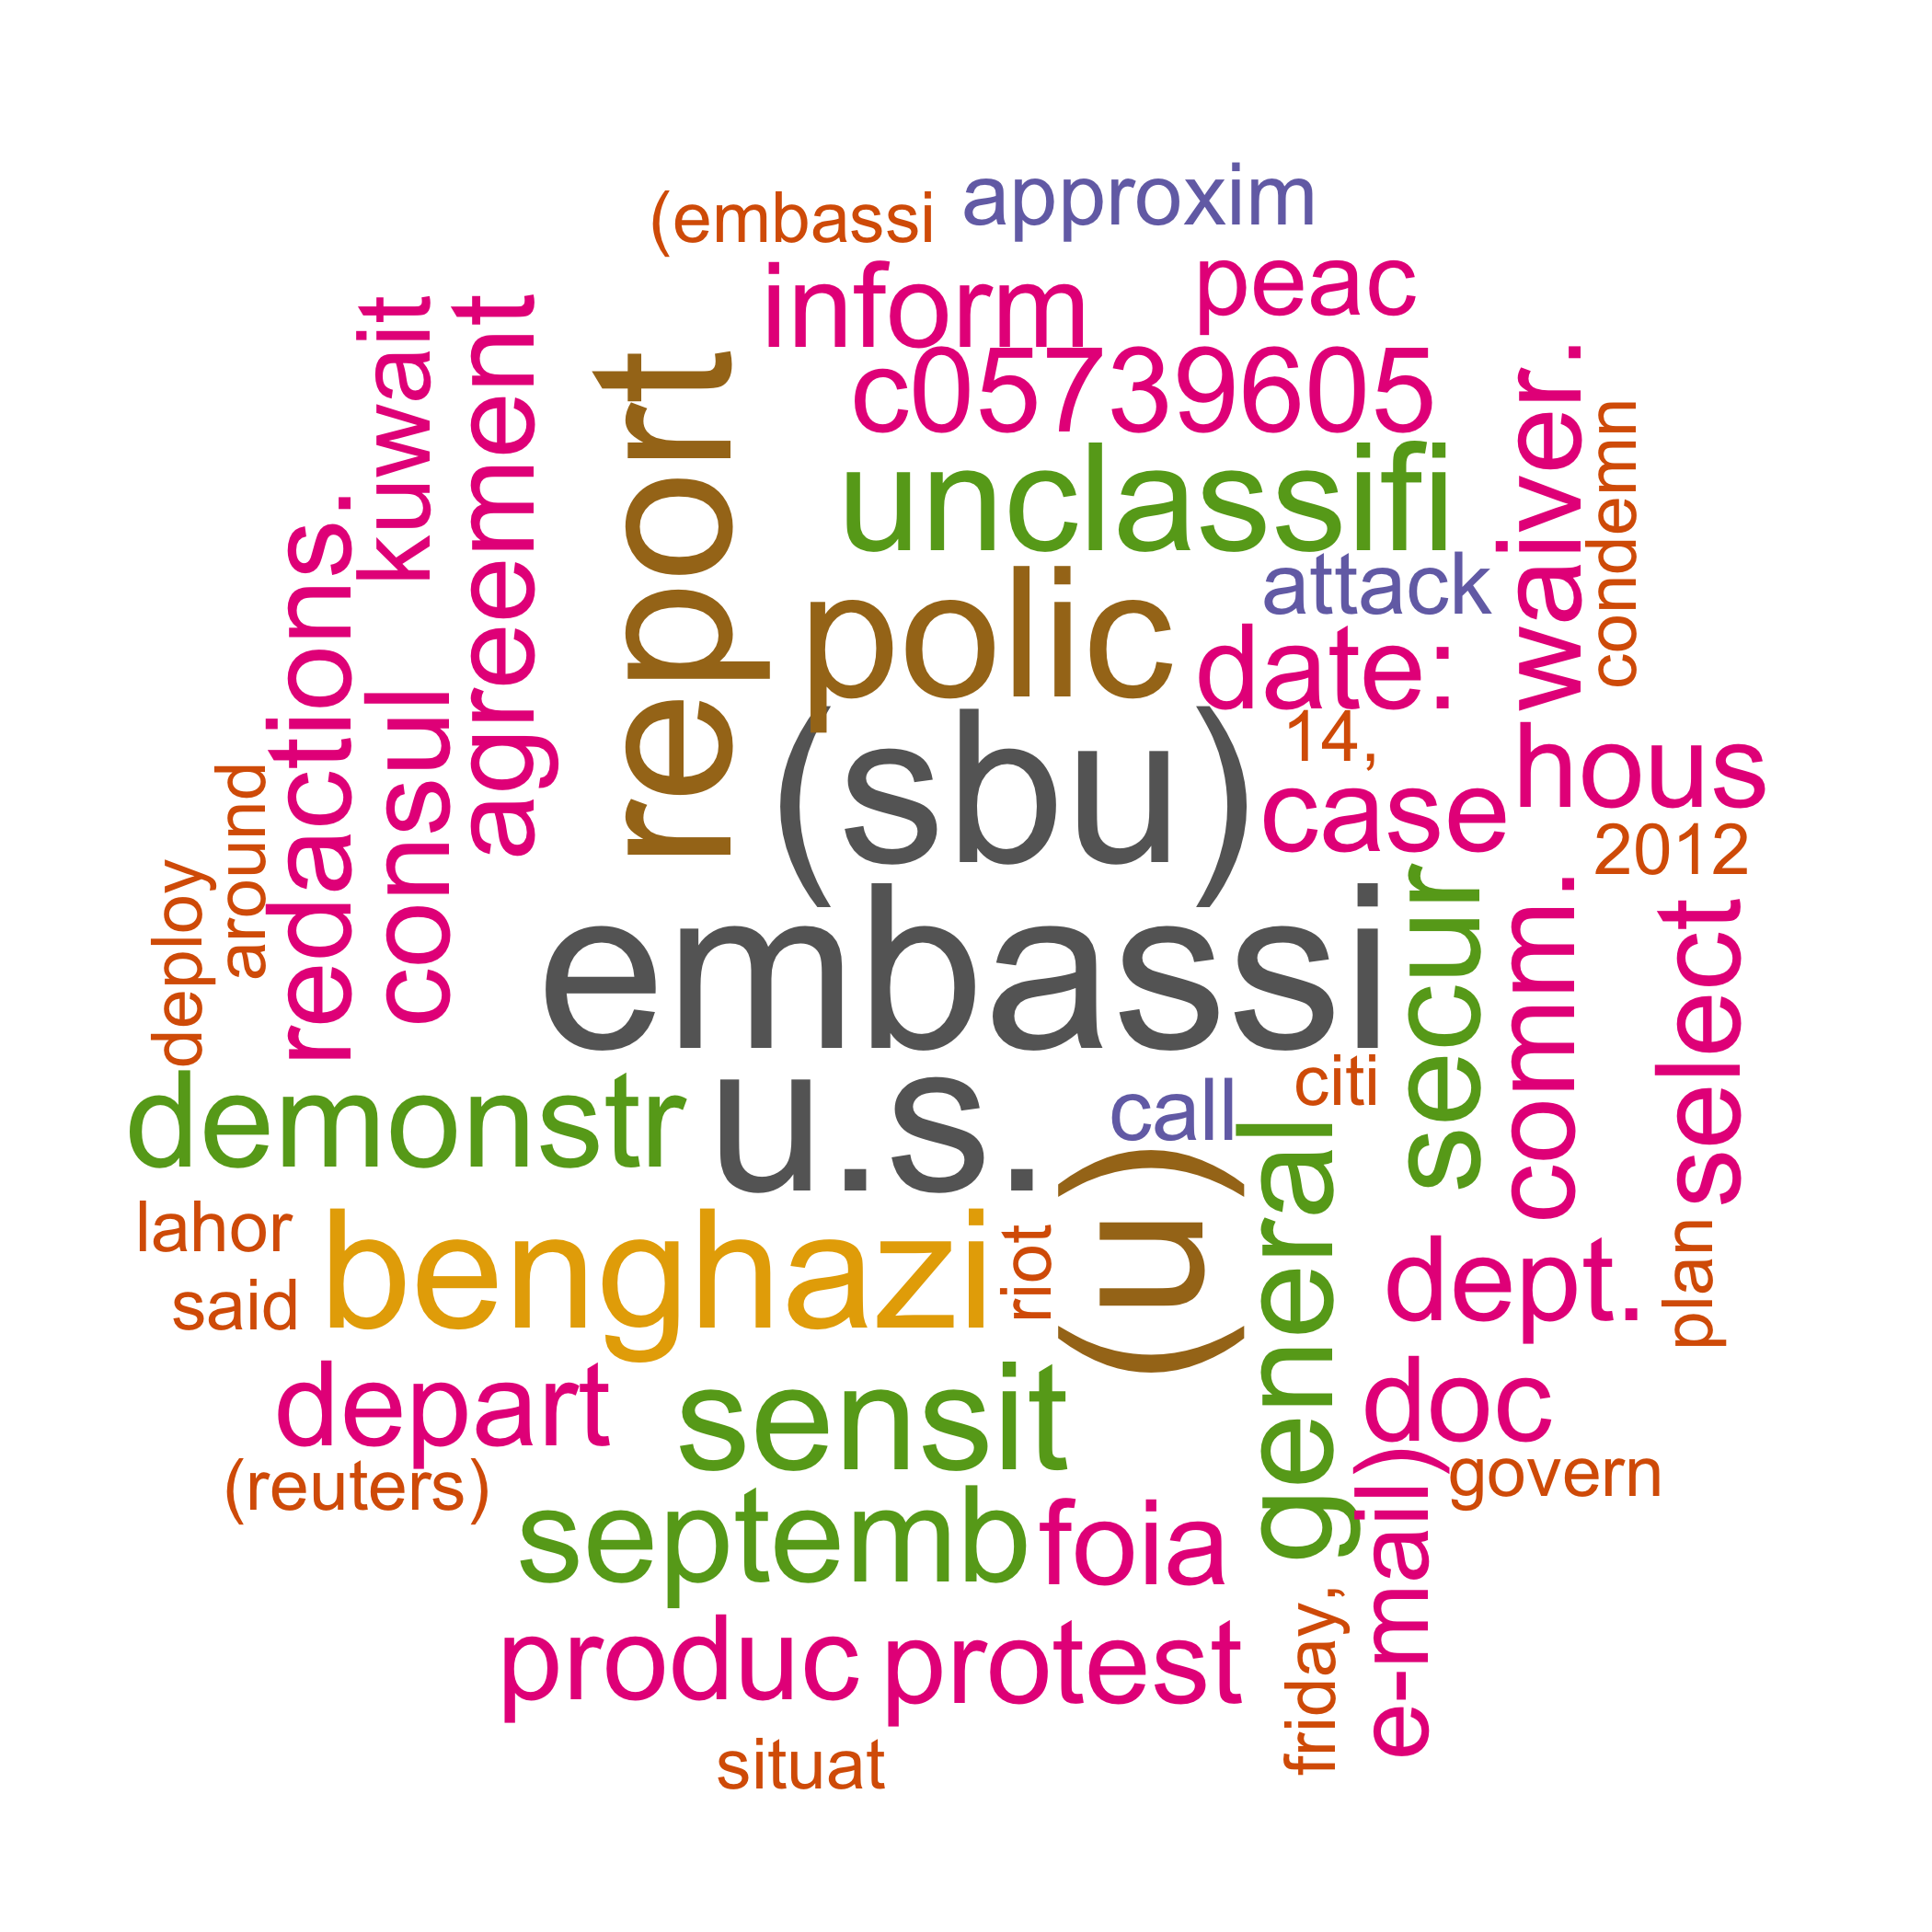 (embassi
approxim
inform
peac
kuwait
agreement
report
c05739605
waiver.
unclassifi
condemn
redactions.
polic
attack
date:
consul
(sbu)
14,
hous
case
2012
around
deploy
embassi
secur
comm.
select
demonstr
u.s.
call
citi
lahor
benghazi
riot
(u)
general
dept.
plan
said
depart
sensit
doc
(reuters)
govern
septemb
foia
e-mail)
produc
protest
friday,
situat